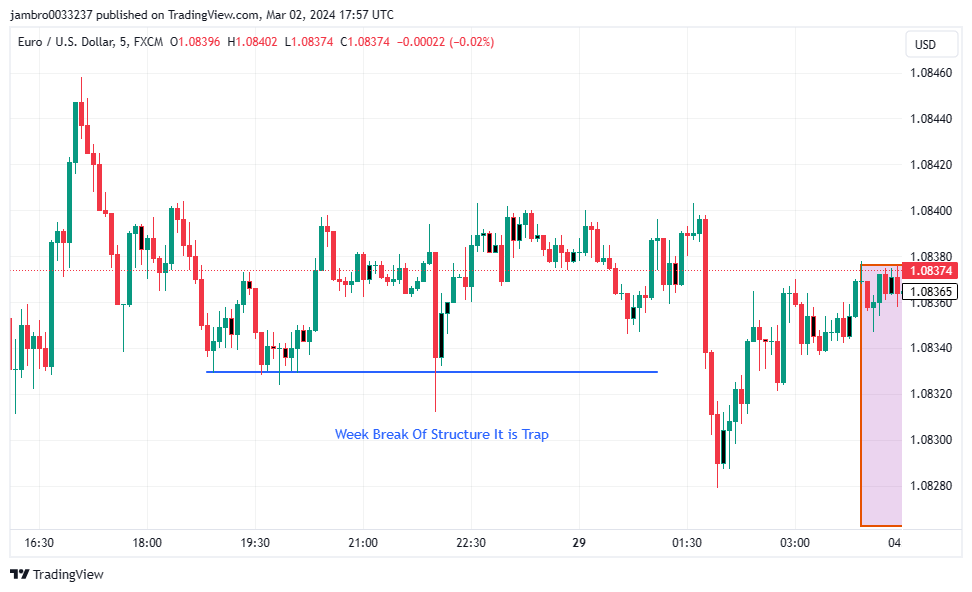 jambro0033237 published on TradingView.com, Mar 02, 2024 17:57 UTC
Euro / U.S. Dollar, 5, FXCM O1.08396 H1.08402 L1.08374 C1.08374 −0.00022 (−0.02%)
USD
1.08460
1.08440
1.08420
1.08400
1.08380
1.08374
1.08365
1.08360
1.08340
1.08320
1.08300
1.08280
Week Break Of Structure It is Trap
16:30 18:00 19:30 21:00 22:30 29 01:30 03:00 04
TradingView